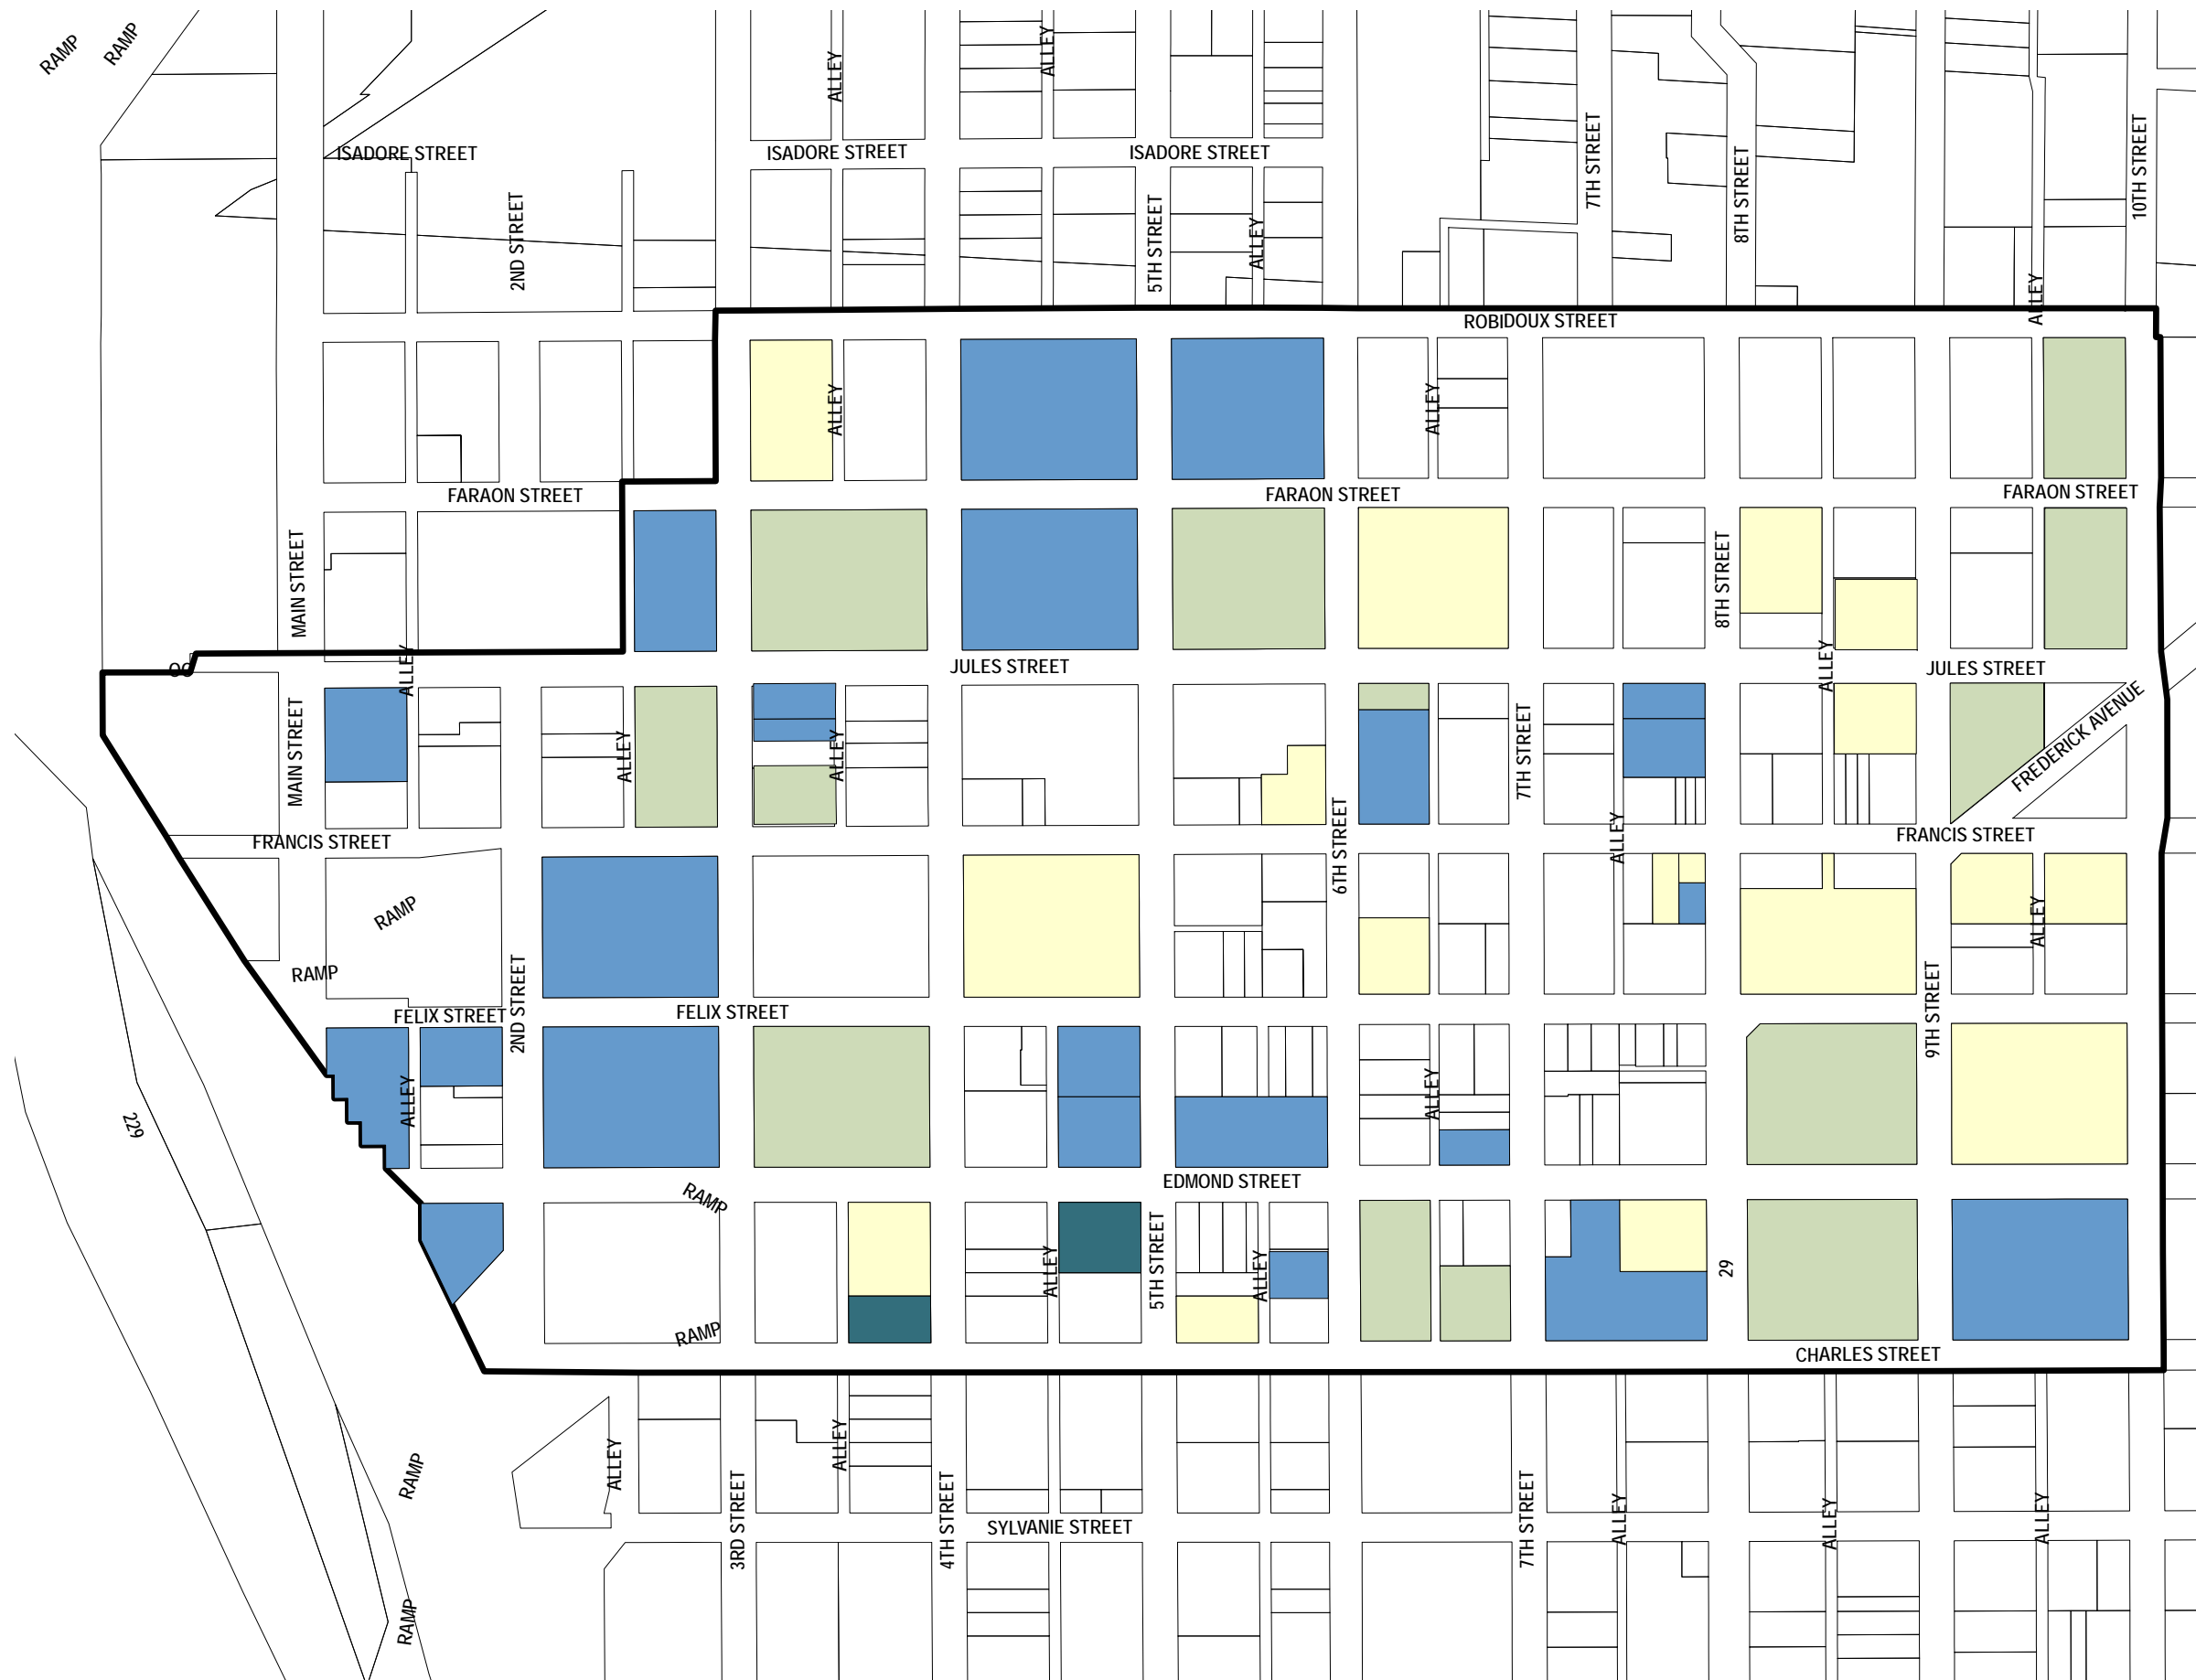 RAMP
RAMP
ALLEY
ALLEY
ISADORE STREET
ISADORE STREET
ISADORE STREET
7TH STREET
8TH STREET
10TH STREET
2ND STREET
5TH STREET
ALLEY
ALLEY
ROBIDOUX STREET
ALLEY
ALLEY
FARAON STREET
FARAON STREET
FARAON STREET
MAIN STREET
8TH STREET
ALLEY
JULES STREET
ALLEY
JULES STREET
MAIN STREET
ALLEY
ALLEY
7TH STREET
FREDERICK AVENUE
FRANCIS STREET
6TH STREET
ALLEY
FRANCIS STREET
RAMP
ALLEY
RAMP
2ND STREET
9TH STREET
FELIX STREET
FELIX STREET
229
ALLEY
ALLEY
EDMOND STREET
RAMP
ALLEY
5TH STREET
ALLEY
29
RAMP
CHARLES STREET
RAMP
ALLEY
ALLEY
3RD STREET
4TH STREET
SYLVANIE STREET
7TH STREET
ALLEY
ALLEY
ALLEY
RAMP